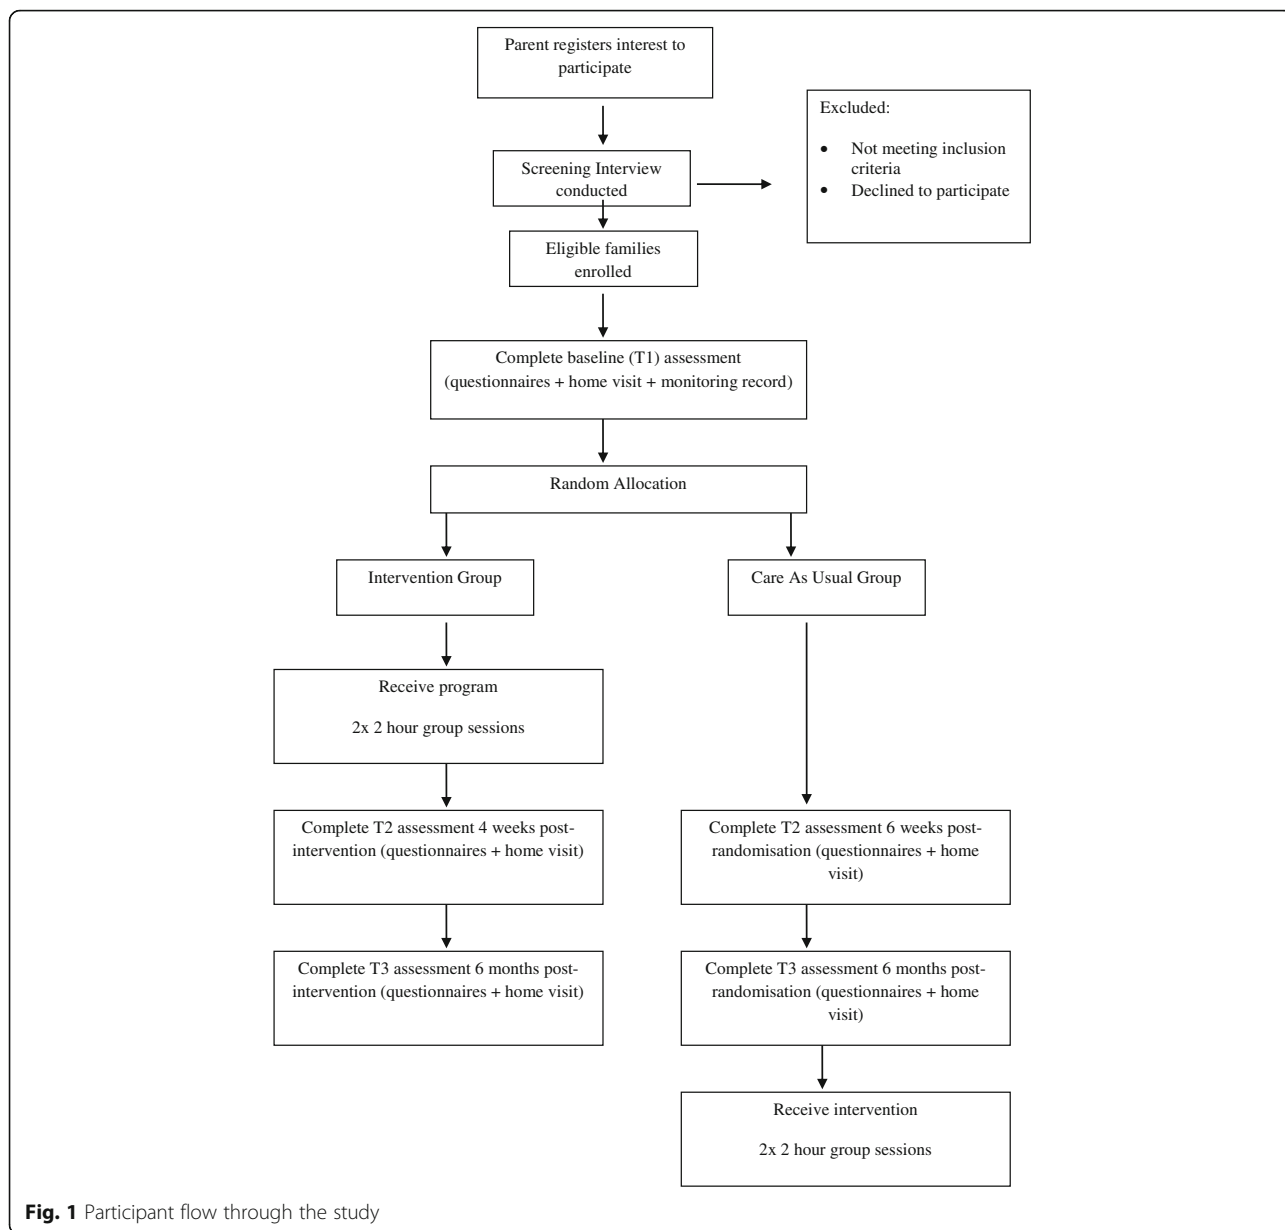 Parent registers interest to
participate
Excluded:
• Not meeting inclusion
criteria
• Declined to participate
Screening Interview
conducted
Eligible families
enrolled
Complete baseline (T1) assessment
(questionnaires + home visit + monitoring record)
Random Allocation
Intervention Group
Care As Usual Group
Receive program
2x 2 hour group sessions
Complete T2 assessment 4 weeks post-
intervention (questionnaires + home visit)
Complete T2 assessment 6 weeks post-
randomisation (questionnaires + home
visit)
Complete T3 assessment 6 months post-
intervention (questionnaires + home visit)
Complete T3 assessment 6 months post-
randomisation (questionnaires + home
visit)
Receive intervention
2x 2 hour group sessions
Fig. 1 Participant flow through the study